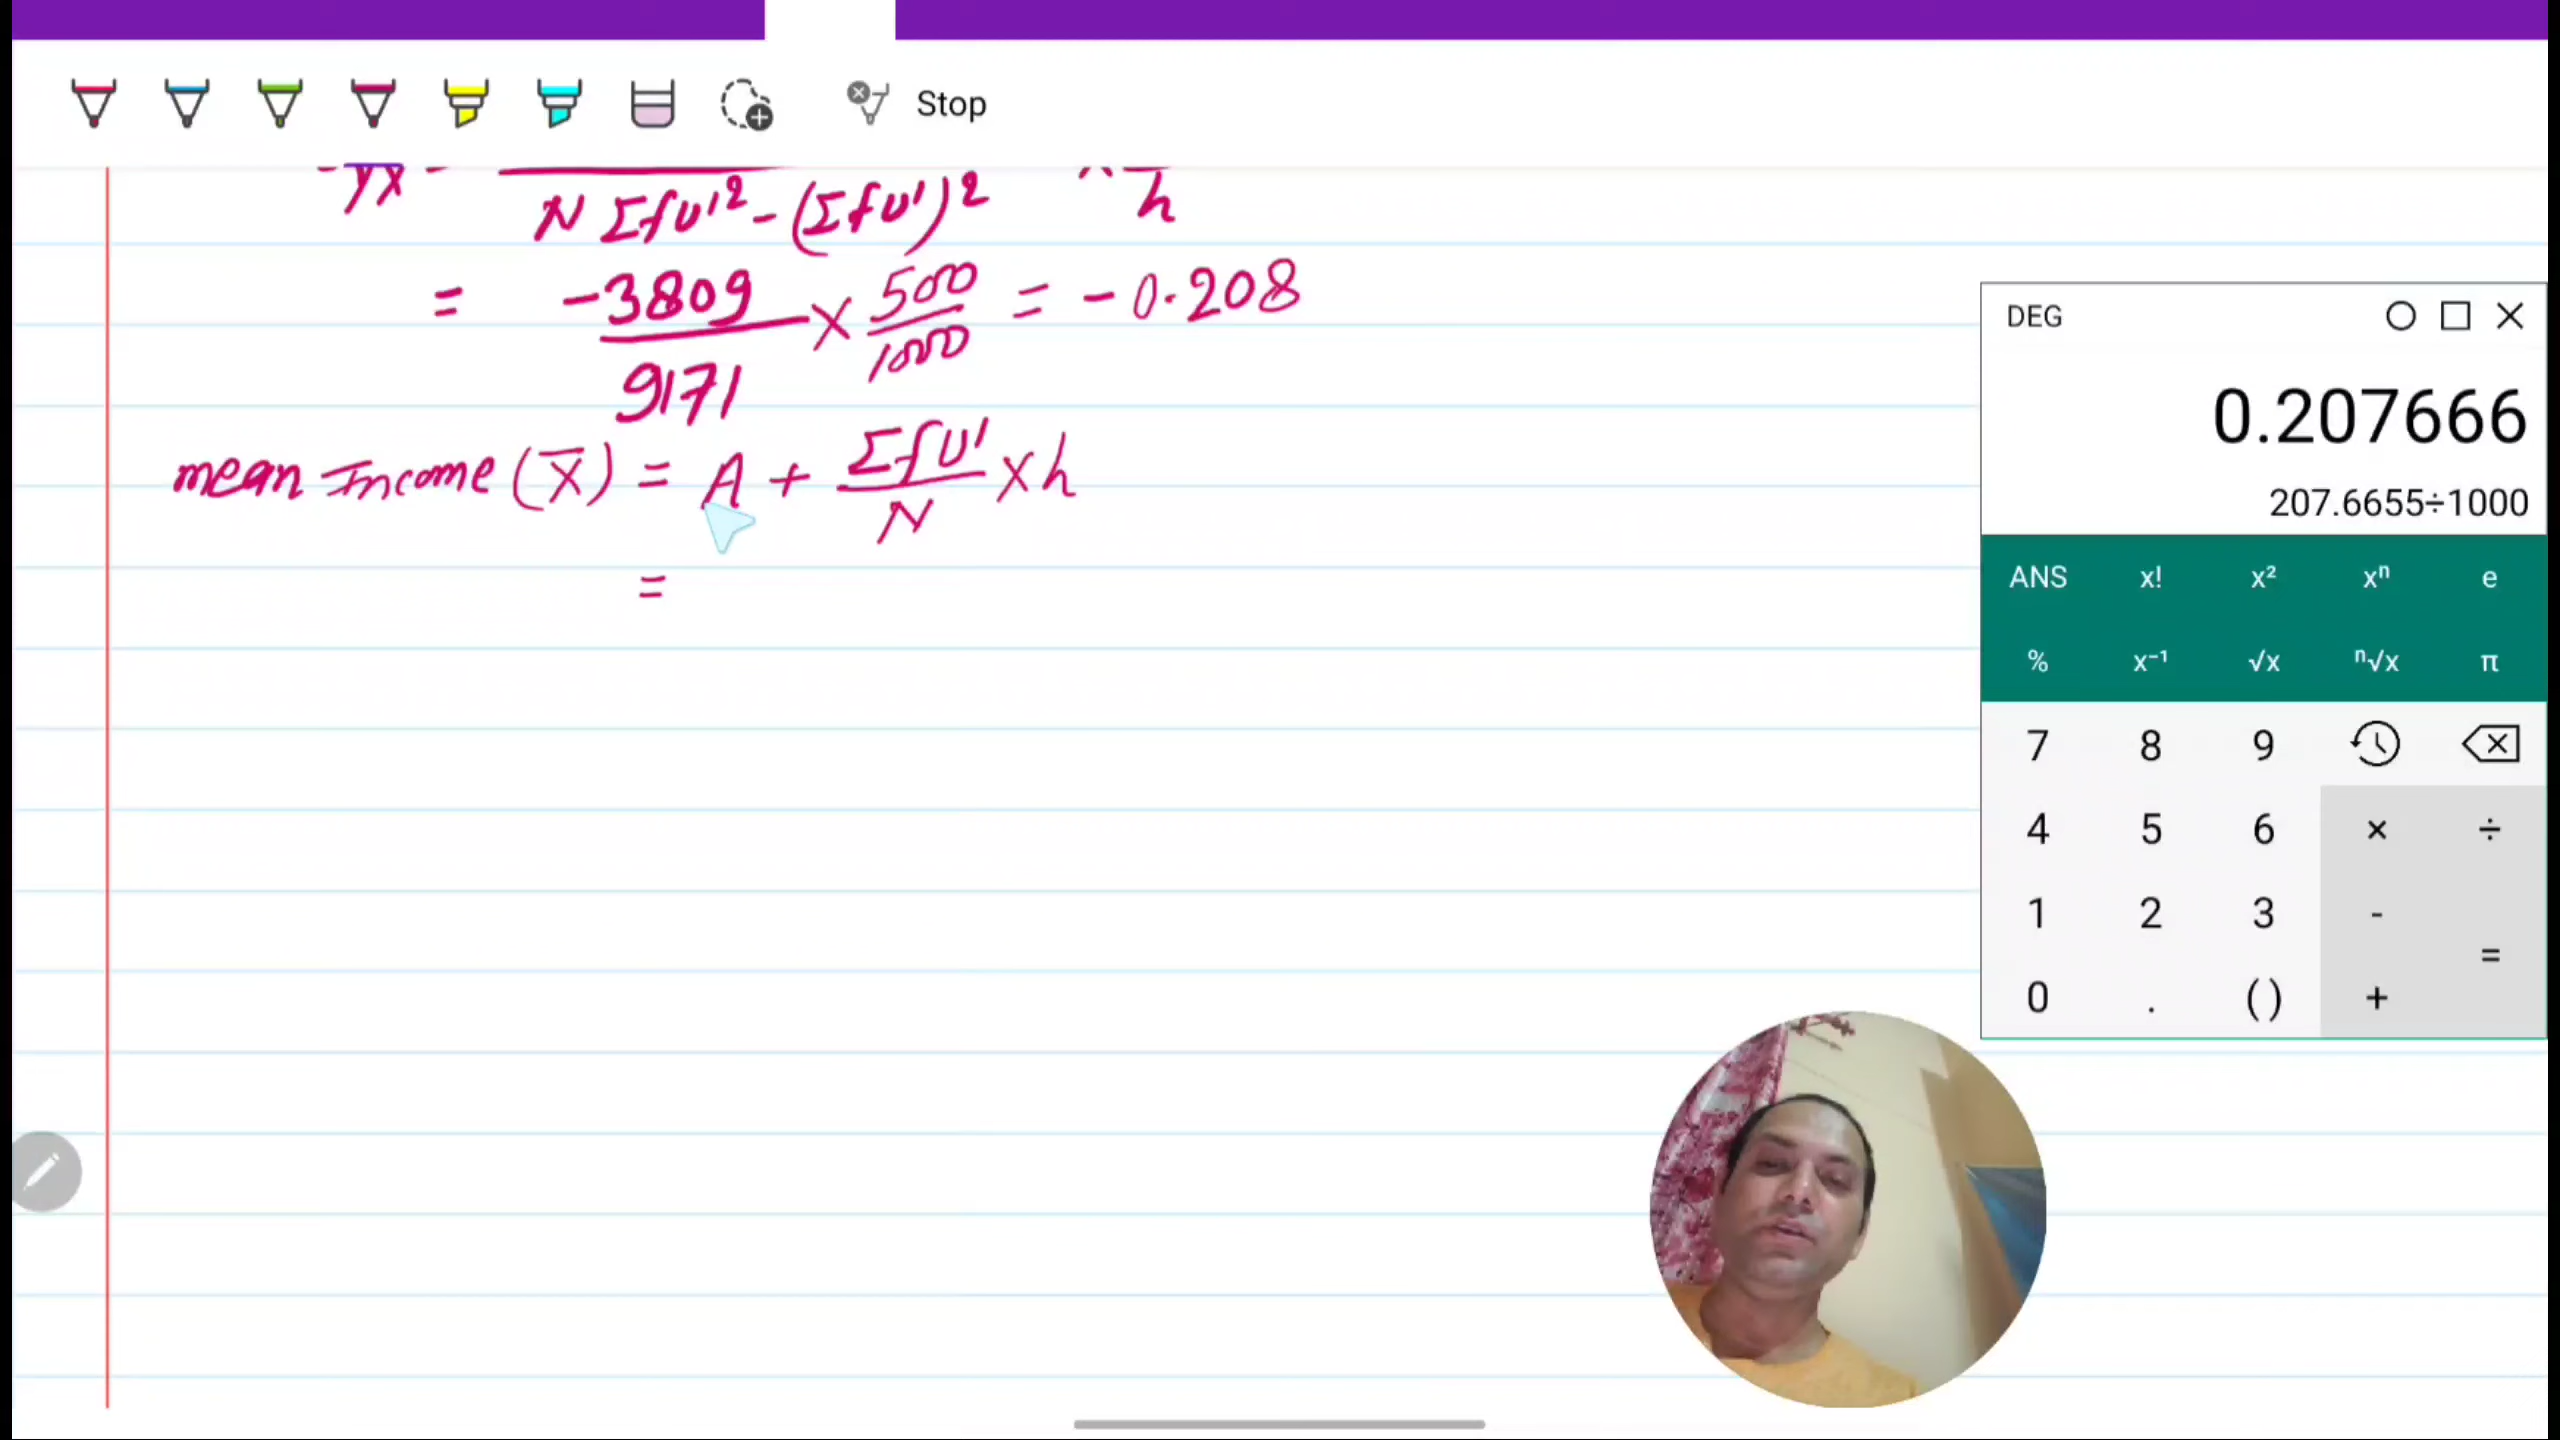 Stop
yx
N Σfu'² - (Σfu')² h
= -3809/9171 × 500/1000 = -0.208
mean Income (X̅) = A + Σfu'/N × h
=
DEG
0.207666
207.6655÷1000
ANS x! x² xⁿ e
% x⁻¹ √x ⁿ√x π
7 8 9
4 5 6 × ÷
1 2 3 - =
0 . ( ) +